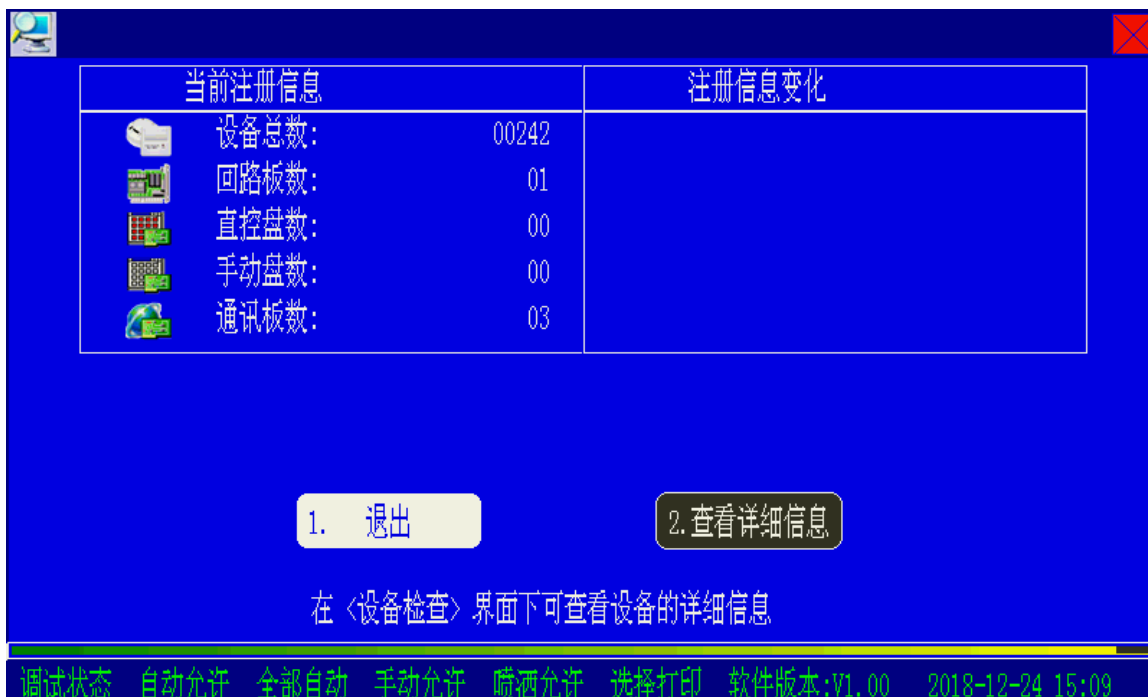 当前注册信息 注册信息变化
设备总数: 00242
回路板数: 01
直控盘数: 00
手动盘数: 00
通讯板数: 03
1. 退出 2.查看详细信息
在〈设备检查〉界面下可查看设备的详细信息
调试状态 自动允许 全部自动 手动允许 喷洒允许 选择打印 软件版本:V1.00 2018-12-24 15:09